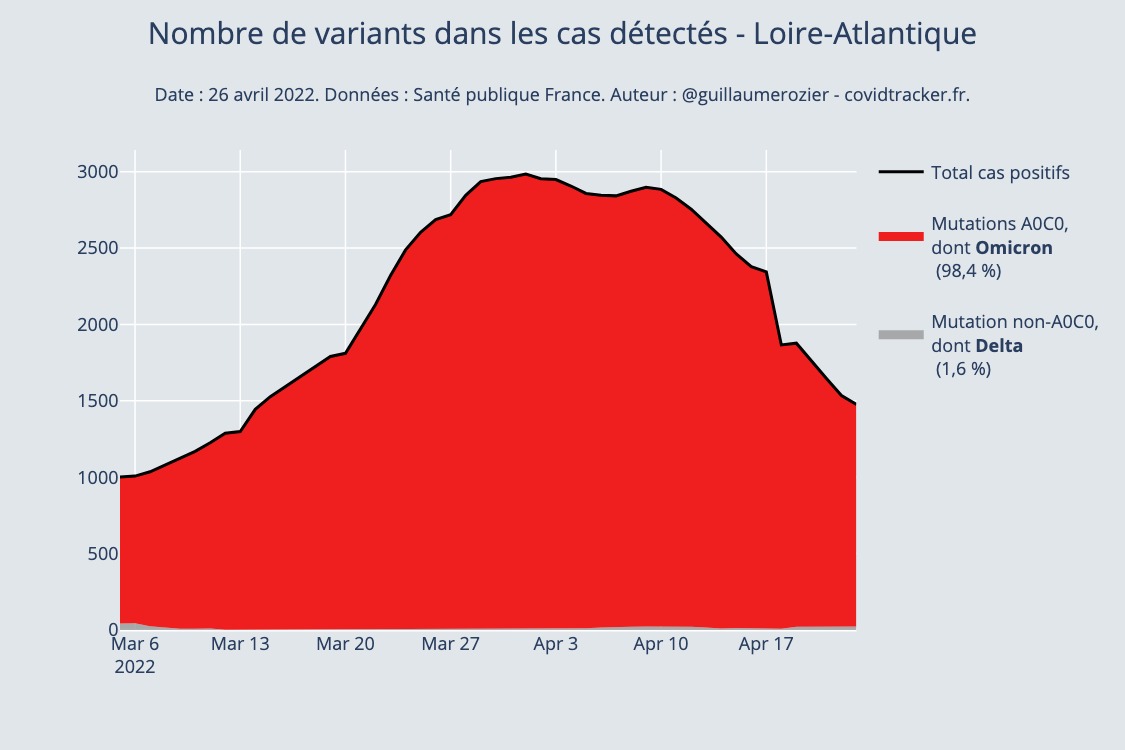 Nombre de variants dans les cas détectés - Loire-Atlantique
Date : 26 avril 2022. Données : Santé publique France. Auteur : @guillaumerozier - covidtracker.fr.
3000
2500
2000
1500
1000
500
0
Mar 6
2022
Mar 13
Mar 20
Mar 27
Apr 3
Apr 10
Apr 17
Total cas positifs
Mutations A0C0,
dont Omicron
(98,4 %)
Mutation non-A0C0,
dont Delta
(1,6 %)